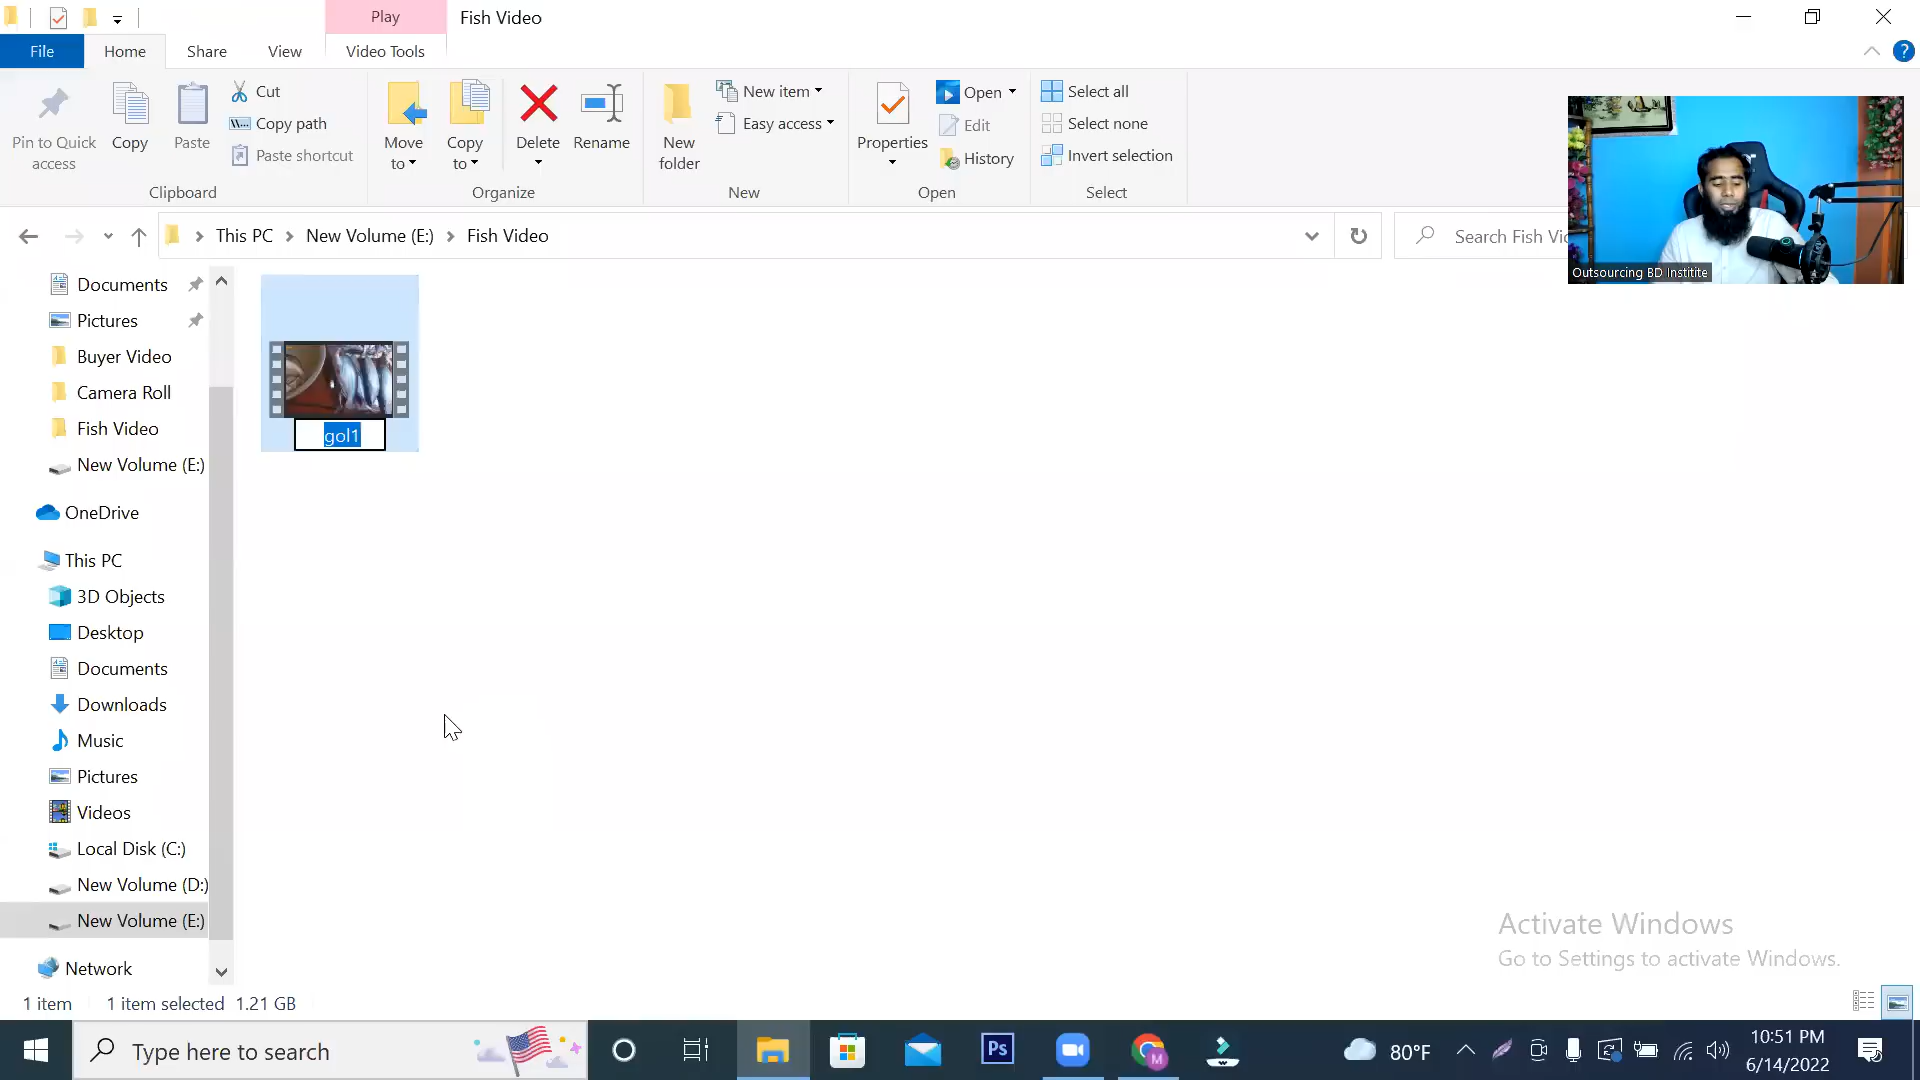 Play
Fish Video
File
Home
Share
View
Video Tools
Pin to Quick access
Copy
Paste
Cut
Copy path
Paste shortcut
Clipboard
Move to
Copy to
Delete
Rename
Organize
New folder
New item
Easy access
New
Properties
Open
Edit
History
Open
Select all
Select none
Invert selection
Select
This PC
New Volume (E:)
Fish Video
Search Fish
Outsourcing BD Institite
Documents
Pictures
Buyer Video
Camera Roll
Fish Video
New Volume (E:)
OneDrive
This PC
3D Objects
Desktop
Documents
Downloads
Music
Pictures
Videos
Local Disk (C:)
New Volume (D:)
New Volume (E:)
Network
gol1
Activate Windows
Go to Settings to activate Windows.
1 item
1 item selected 1.21 GB
Type here to search
Ps
M
80°F
10:51 PM
6/14/2022